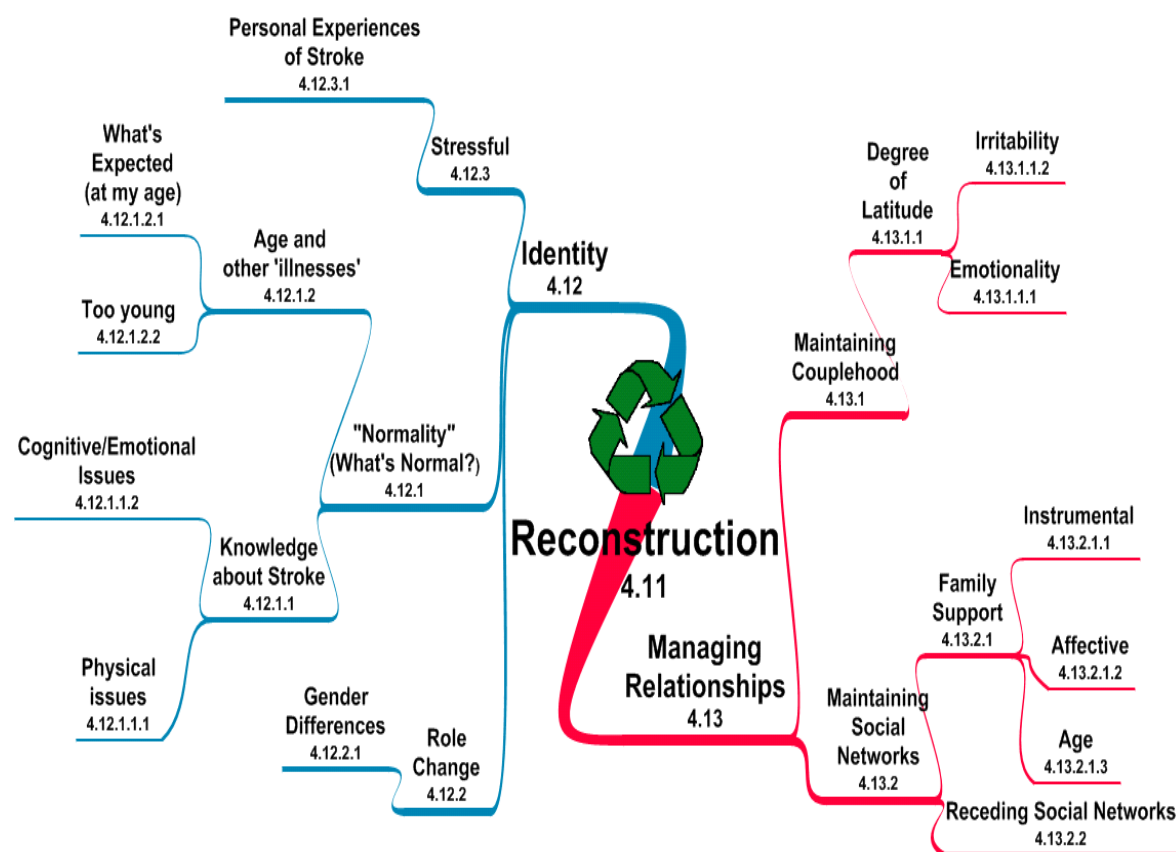 Personal Experiences
of Stroke
4.12.3.1
What's
Expected
(at my age)
4.12.1.2.1
Stressful
4.12.3
Age and
other 'illnesses'
4.12.1.2
Too young
4.12.1.2.2
Identity
4.12
"Normality"
(What's Normal?)
4.12.1
Cognitive/Emotional
Issues
4.12.1.1.2
Knowledge
about Stroke
4.12.1.1
Physical
issues
4.12.1.1.1
Gender
Differences
4.12.2.1
Role
Change
4.12.2
Reconstruction
4.11
Managing
Relationships
4.13
Degree
of
Latitude
4.13.1.1
Irritability
4.13.1.1.2
Emotionality
4.13.1.1.1
Maintaining
Couplehood
4.13.1
Instrumental
4.13.2.1.1
Family
Support
4.13.2.1
Affective
4.13.2.1.2
Maintaining
Social
Networks
4.13.2
Age
4.13.2.1.3
Receding Social Networks
4.13.2.2